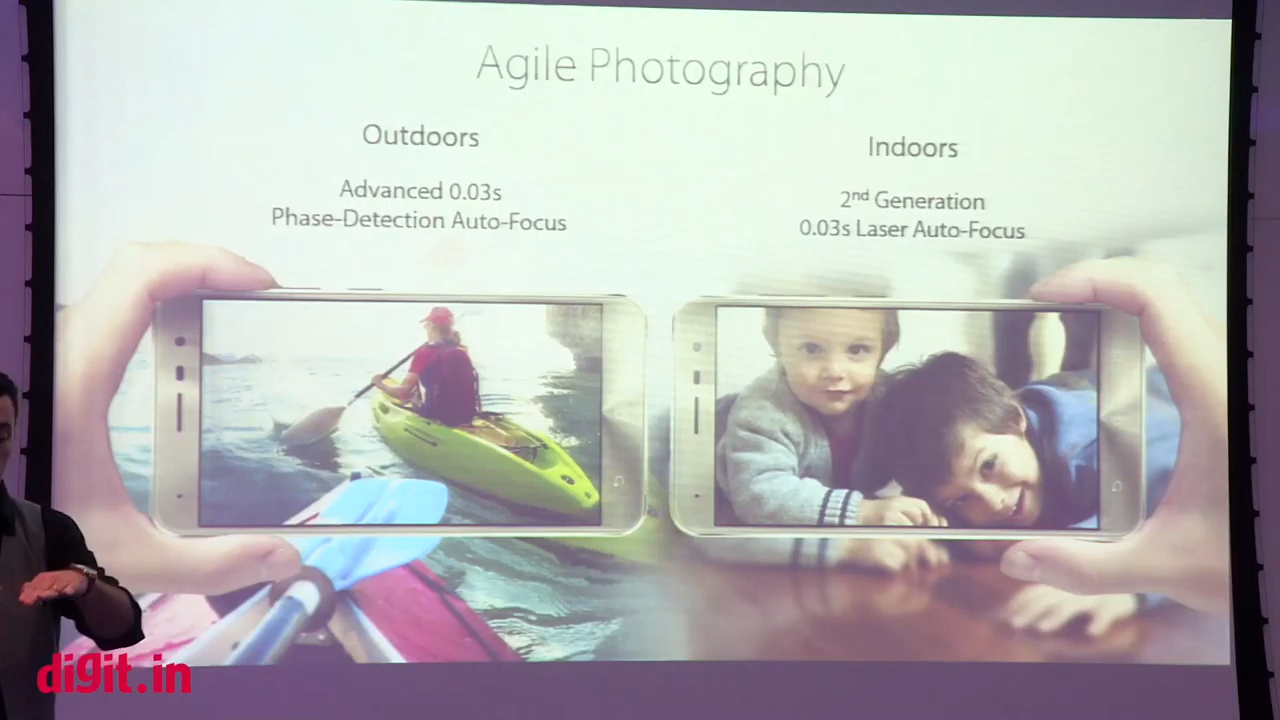 Agile Photography
Outdoors
Advanced 0.03s
Phase-Detection Auto-Focus
Indoors
2nd Generation
0.03s Laser Auto-Focus
digit.in